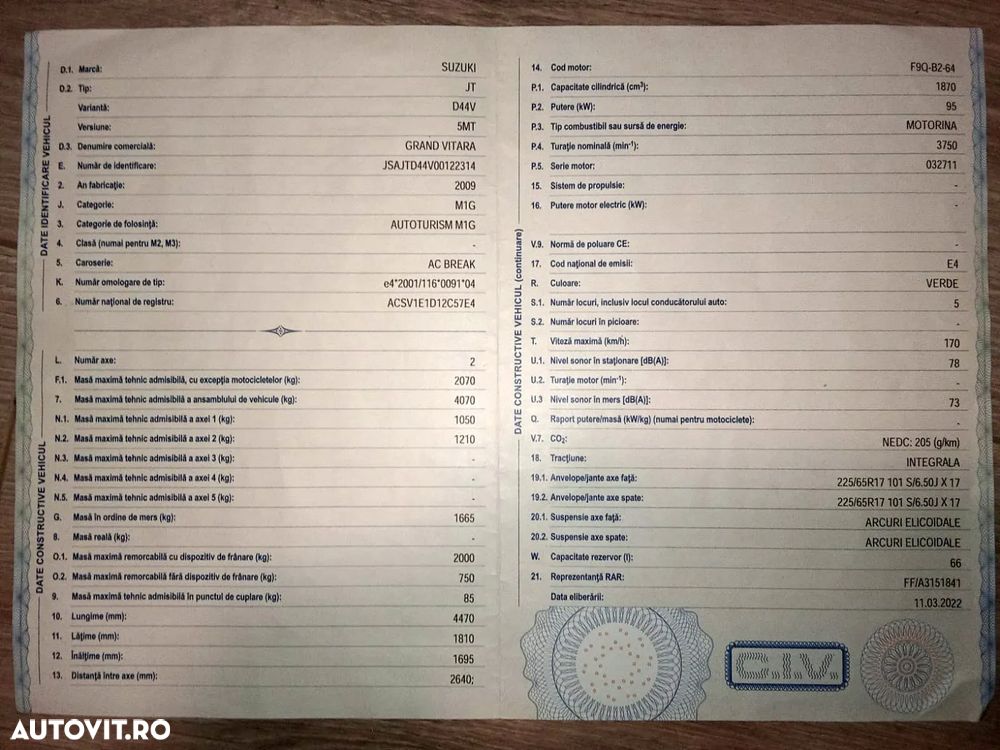 DATE IDENTIFICARE VEHICUL
D.1. Marcă: SUZUKI
D.2. Tip: JT
Variantă: D44V
Versiune: 5MT
D.3. Denumire comercială: GRAND VITARA
E. Număr de identificare: JSAJTD44V00122314
2. An fabricație: 2009
J. Categorie: M1G
3. Categorie de folosință: AUTOTURISM M1G
4. Clasă (numai pentru M2, M3): -
5. Caroserie: AC BREAK
K. Număr omologare de tip: e4*2001/116*0091*04
6. Număr național de registru: ACSV1E1D12C57E4
DATE CONSTRUCTIVE VEHICUL
L. Număr axe: 2
F.1. Masă maximă tehnic admisibilă, cu excepția motocicletelor (kg): 2070
7. Masă maximă tehnic admisibilă a ansamblului de vehicule (kg): 4070
N.1. Masă maximă tehnic admisibilă a axei 1 (kg): 1050
N.2. Masă maximă tehnic admisibilă a axei 2 (kg): 1210
N.3. Masă maximă tehnic admisibilă a axei 3 (kg): -
N.4. Masă maximă tehnic admisibilă a axei 4 (kg): -
N.5. Masă maximă tehnic admisibilă a axei 5 (kg): -
G. Masă în ordine de mers (kg): 1665
8. Masă reală (kg): -
O.1. Masă maximă remorcabilă cu dispozitiv de frânare (kg): 2000
O.2. Masă maximă remorcabilă fără dispozitiv de frânare (kg): 750
9. Masă maximă tehnic admisibilă în punctul de cuplare (kg): 85
10. Lungime (mm): 4470
11. Lățime (mm): 1810
12. Înălțime (mm): 1695
13. Distanță între axe (mm): 2640;
DATE CONSTRUCTIVE VEHICUL (continuare)
14. Cod motor: F9Q-B2-64
P.1. Capacitate cilindrică (cm³): 1870
P.2. Putere (kW): 95
P.3. Tip combustibil sau sursă de energie: MOTORINA
P.4. Turație nominală (min⁻¹): 3750
P.5. Serie motor: 032711
15. Sistem de propulsie: -
16. Putere motor electric (kW): -
V.9. Normă de poluare CE: -
17. Cod național de emisii: E4
R. Culoare: VERDE
S.1. Număr locuri, inclusiv locul conducătorului auto: 5
S.2. Număr locuri în picioare: -
T. Viteză maximă (km/h): 170
U.1. Nivel sonor în staționare [dB(A)]: 78
U.2. Turație motor (min⁻¹): -
U.3 Nivel sonor în mers [dB(A)]: 73
Q. Raport putere/masă (kW/kg) (numai pentru motociclete): -
V.7. CO₂: NEDC: 205 (g/km)
18. Tracțiune: INTEGRALA
19.1. Anvelope/jante axe față: 225/65R17 101 S/6.50J X 17
19.2. Anvelope/jante axe spate: 225/65R17 101 S/6.50J X 17
20.1. Suspensie axe față: ARCURI ELICOIDALE
20.2. Suspensie axe spate: ARCURI ELICOIDALE
W. Capacitate rezervor (l): 66
21. Reprezentanță RAR: FF/A3151841
Data eliberării: 11.03.2022
C.I.V.
AUTOVIT.RO